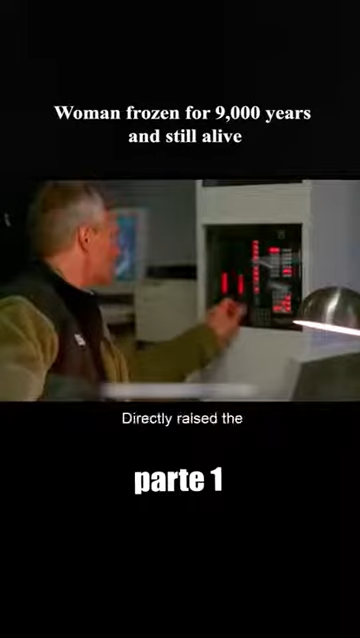 Woman frozen for 9,000 years
and still alive
Directly raised the
parte 1